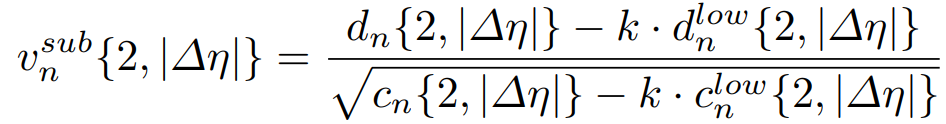 v_n^{sub}\{2, |\Delta\eta|\} = \frac{d_n\{2, |\Delta\eta|\} - k \cdot d_n^{low}\{2, |\Delta\eta|\}}{\sqrt{c_n\{2, |\Delta\eta|\} - k \cdot c_n^{low}\{2, |\Delta\eta|\}}}